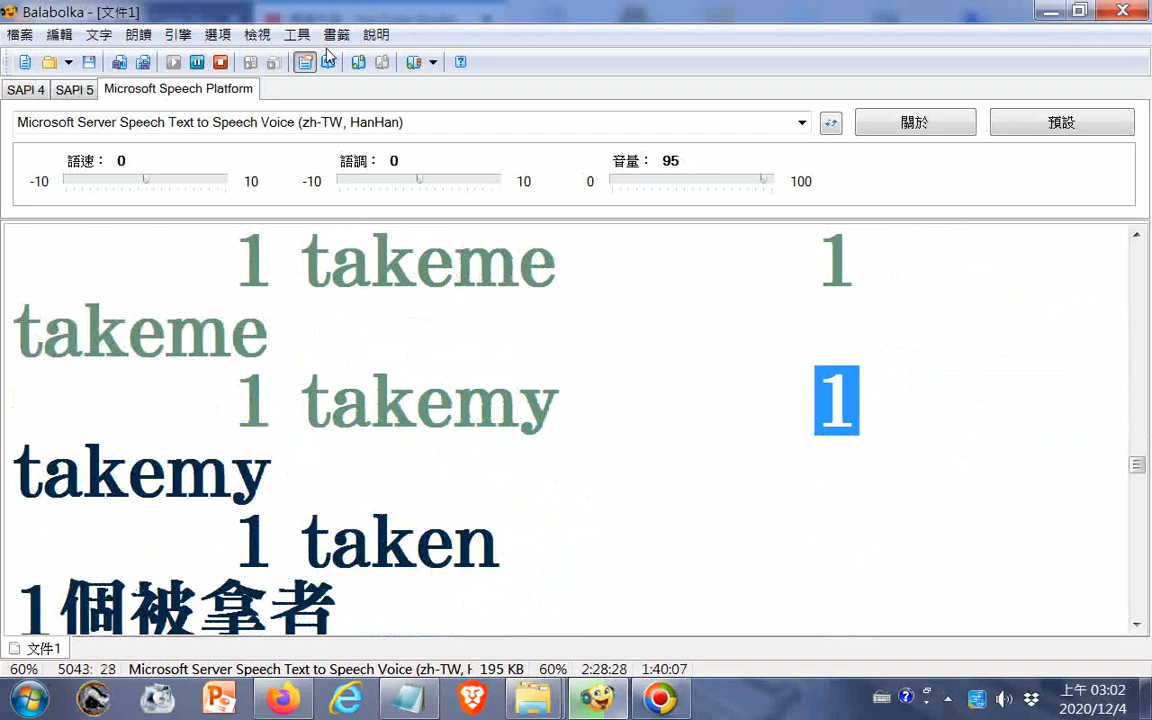 Balabolka - [文件1]
檔案 編輯 文字 朗讀 引擎 選項 檢視 工具 書籤 說明
SAPI 4 SAPI 5 Microsoft Speech Platform
Microsoft Server Speech Text to Speech Voice (zh-TW, HanHan) 關於 預設
語速： 0 語調： 0 音量： 95
-10 10 -10 10 0 100
1 takeme 1
takeme
1 takemy 1
takemy
1 taken
1個被拿者
文件1
60% 5043: 28 Microsoft Server Speech Text to Speech Voice (zh-TW, H 195 KB 60% 2:28:28 1:40:07
上午 03:02
2020/12/4